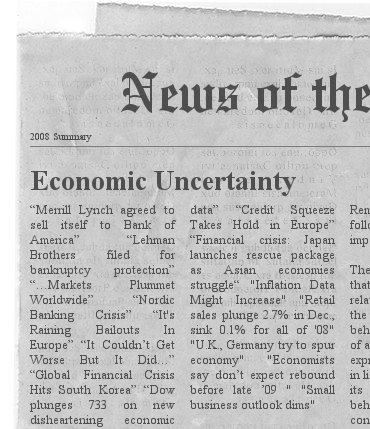 News of the
2008 Summary
Economic Uncertainty
“Merrill Lynch agreed to
sell itself to Bank of
America” “Lehman
Brothers filed for
bankruptcy protection”
“…Markets Plummet
Worldwide” “Nordic
Banking Crisis” “It's
Raining Bailouts In
Europe” “It Couldn't Get
Worse But It Did…”
“Global Financial Crisis
Hits South Korea” “Dow
plunges 733 on new
disheartening economic
data” “Credit Squeeze
Takes Hold in Europe”
“Financial crisis: Japan
launches rescue package
as Asian economies
struggle“ "Inflation Data
Might Increase" "Retail
sales plunge 2.7% in Dec.,
sink 0.1% for all of '08"
"U.K., Germany try to spur
economy" "Economists
say don't expect rebound
before late '09 " "Small
business outlook dims"
Rem
follo
imp
The
that
rela
the
beh
of a
exp
in li
its
beh
con